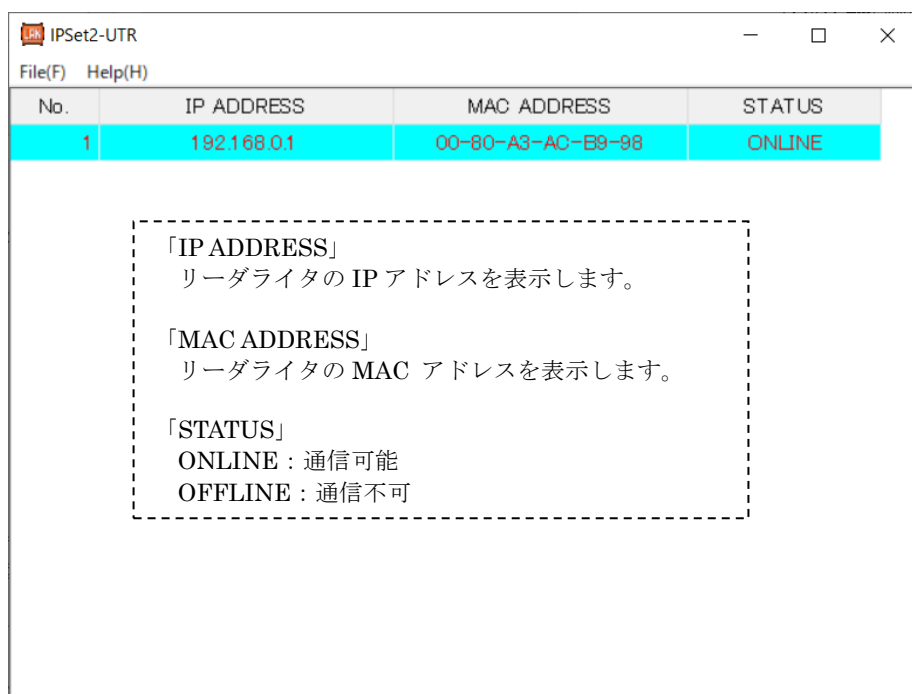 IPSet2-UTR
File(F) Help(H)
No. IP ADDRESS MAC ADDRESS STATUS
1 192.168.0.1 00-80-A3-AC-B9-98 ONLINE
「IP ADDRESS」
リーダライタの IP アドレスを表示します。
「MAC ADDRESS」
リーダライタの MAC アドレスを表示します。
「STATUS」
ONLINE：通信可能
OFFLINE：通信不可